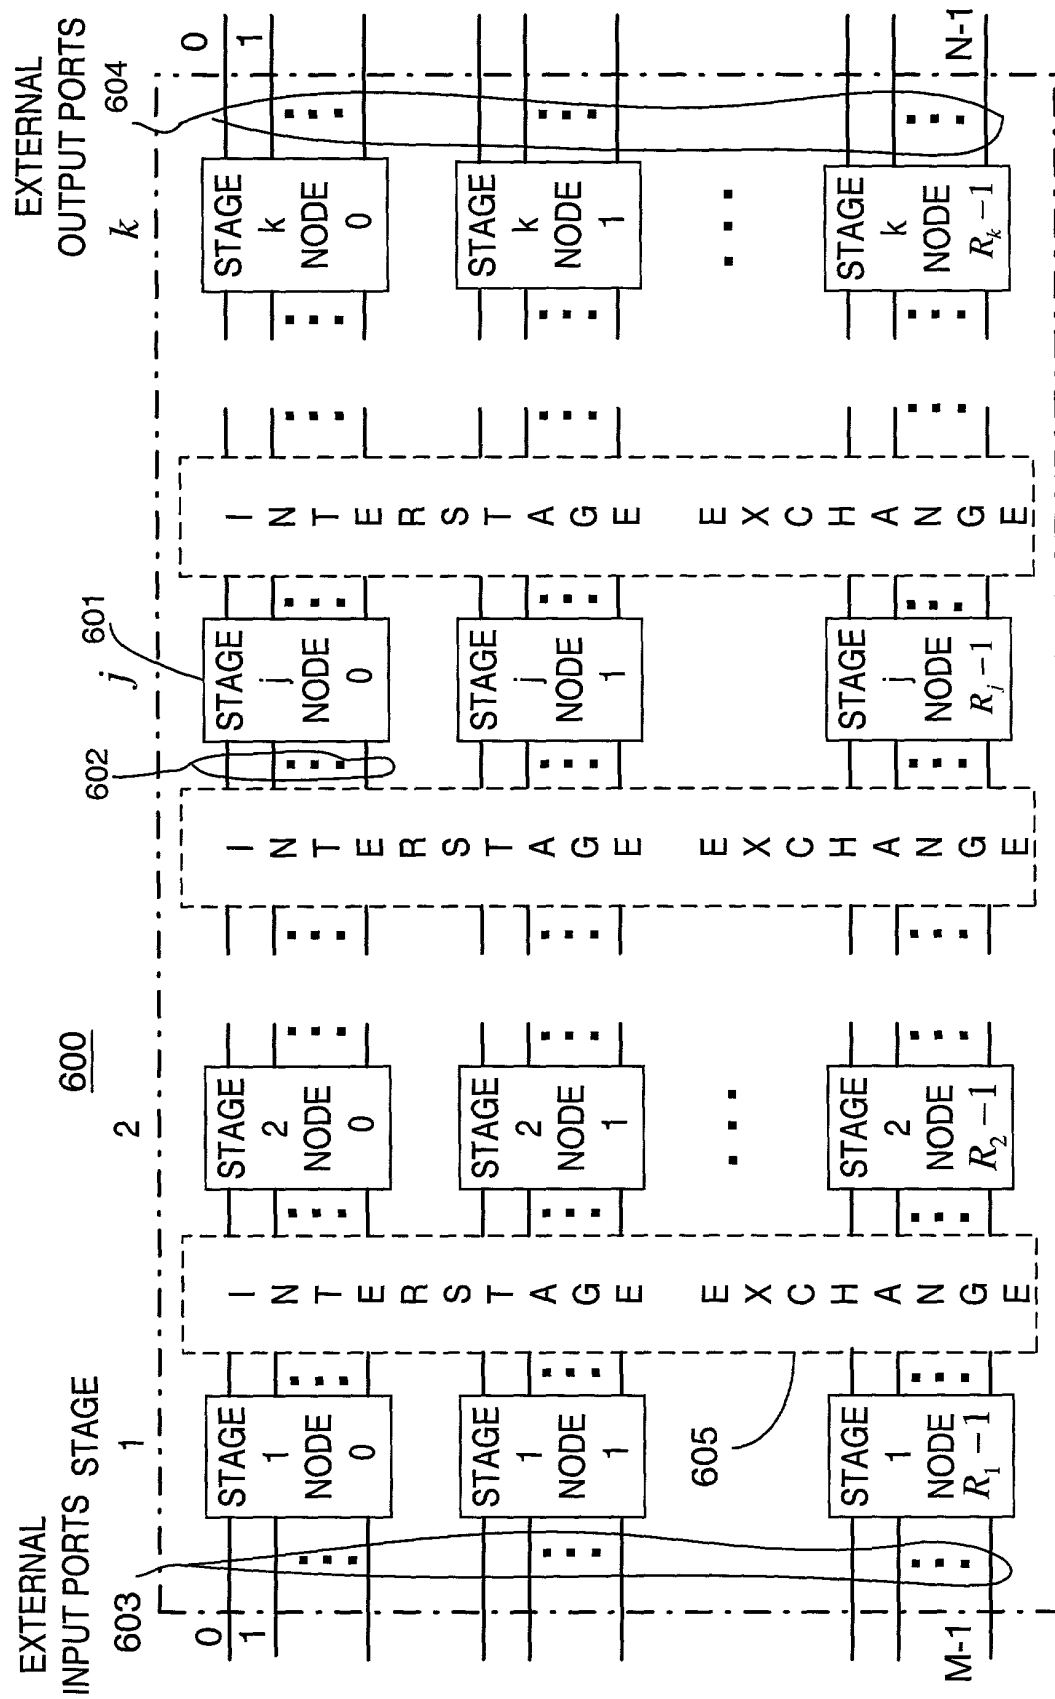 600
EXTERNAL
INPUT PORTS
STAGE
1
2
j
k
EXTERNAL
OUTPUT PORTS
603
602
601
604
605
0
1
M-1
STAGE
1
NODE
0
STAGE
1
NODE
1
STAGE
1
NODE
R₁-1
INTERSTAGE EXCHANGE
STAGE
2
NODE
0
STAGE
2
NODE
1
STAGE
2
NODE
R₂-1
INTERSTAGE EXCHANGE
STAGE
j
NODE
0
STAGE
j
NODE
1
STAGE
j
NODE
Rⱼ-1
INTERSTAGE EXCHANGE
STAGE
k
NODE
0
STAGE
k
NODE
1
STAGE
k
NODE
Rₖ-1
0
1
N-1